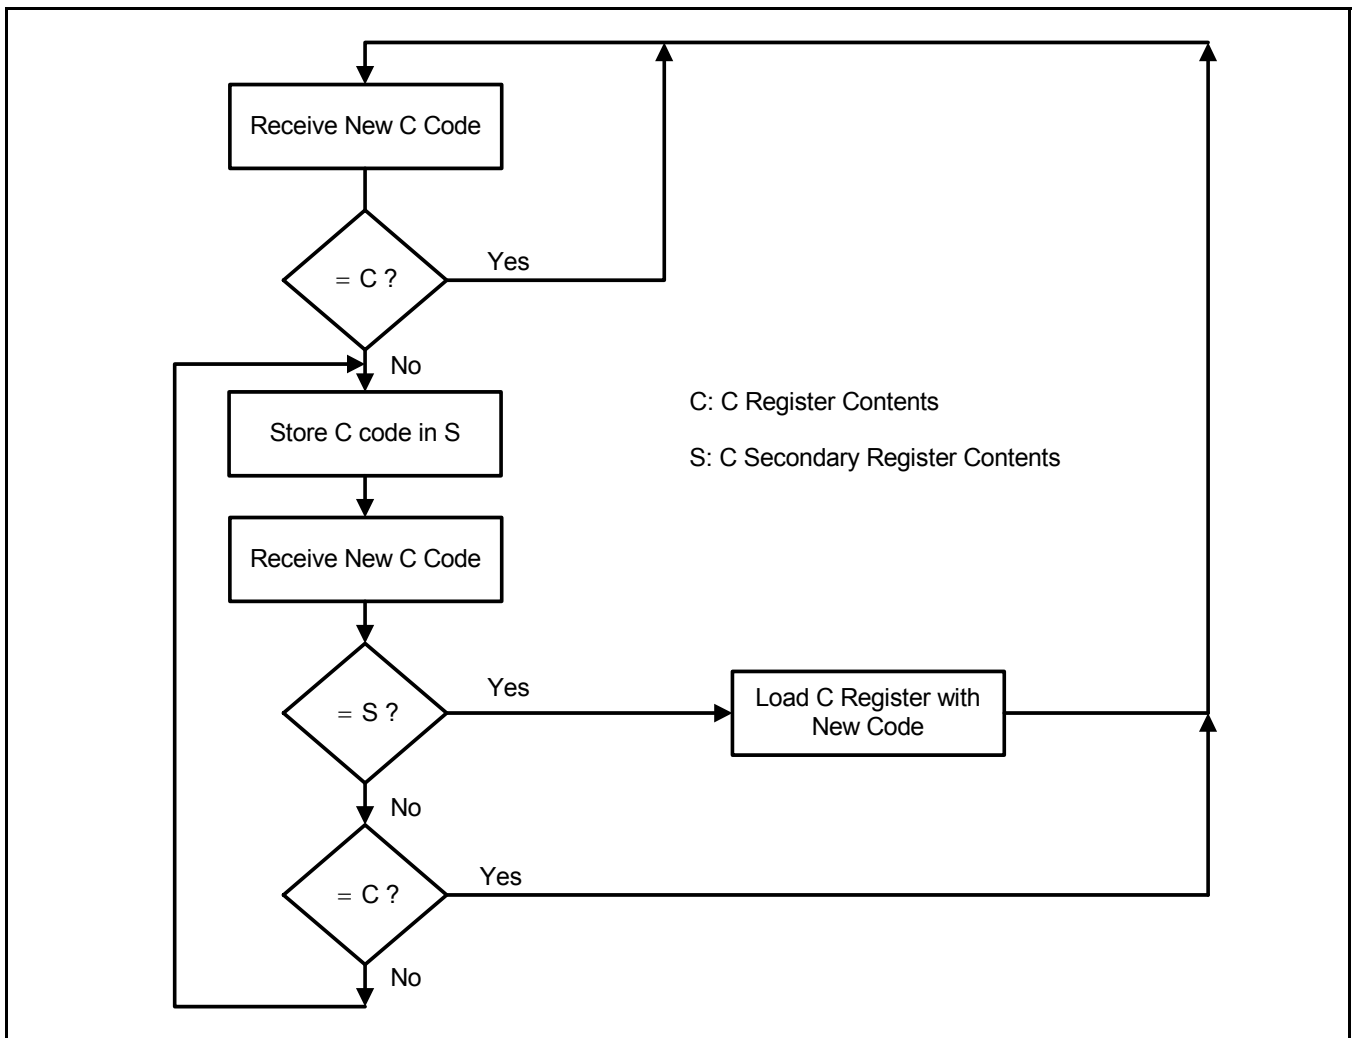 Receive New C Code
= C ?
Yes
No
C: C Register Contents
Store C code in S
S: C Secondary Register Contents
Receive New C Code
= S ?
Yes
Load C Register with
New Code
No
= C ?
Yes
No